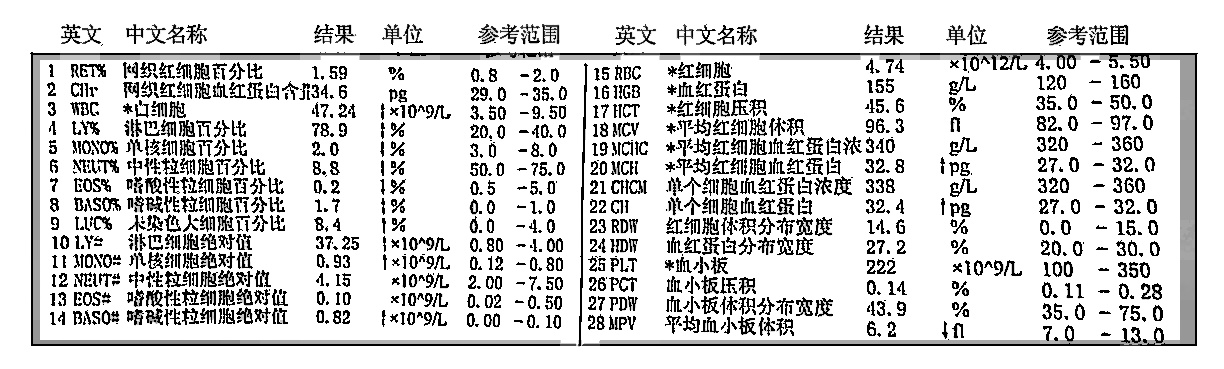 英文 中文名称 结果 单位 参考范围 英文 中文名称 结果 单位 参考范围
1 RET% 网织红细胞百分比 1.59 % 0.8 -2.0 15 RBC *红细胞 4.74 ×10^12/L 4.00 - 5.50
2 CHr 网织红细胞血红蛋白含 34.6 pg 29.0 -35.0 16 HGB *血红蛋白 155 g/L 120 - 160
3 WBC *白细胞 47.24 ↑×10^9/L 3.50 -9.50 17 HCT *红细胞压积 45.6 % 35.0 - 50.0
4 LY% 淋巴细胞百分比 78.9 ↑% 20.0 -40.0 18 MCV *平均红细胞体积 96.3 fl 82.0 - 97.0
5 MONO% 单核细胞百分比 2.0 ↓% 3.0 -8.0 19 MCHC *平均红细胞血红蛋白浓 340 g/L 320 - 360
6 NEUT% 中性粒细胞百分比 8.8 ↓% 50.0 -75.0 20 MCH *平均红细胞血红蛋白 32.8 ↑pg 27.0 - 32.0
7 EOS% 嗜酸性粒细胞百分比 0.2 ↓% 0.5 -5.0 21 CHCM 单个细胞血红蛋白浓度 338 g/L 320 - 360
8 BASO% 嗜碱性粒细胞百分比 1.7 ↑% 0.0 -1.0 22 CH 单个细胞血红蛋白 32.4 ↑pg 27.0 - 32.0
9 LUC% 未染色大细胞百分比 8.4 ↑% 0.0 -4.0 23 RDW 红细胞体积分布宽度 14.6 % 0.0 - 15.0
10 LY# 淋巴细胞绝对值 37.25 ↑×10^9/L 0.80 -4.00 24 HDW 血红蛋白分布宽度 27.2 % 20.0 - 30.0
11 MONO# 单核细胞绝对值 0.93 ↑×10^9/L 0.12 -0.80 25 PLT *血小板 222 ×10^9/L 100 - 350
12 NEUT# 中性粒细胞绝对值 4.15 ×10^9/L 2.00 -7.50 26 PCT 血小板压积 0.14 % 0.11 - 0.28
13 EOS# 嗜酸性粒细胞绝对值 0.10 ×10^9/L 0.02 -0.50 27 PDW 血小板体积分布宽度 43.9 % 35.0 - 75.0
14 BASO# 嗜碱性粒细胞绝对值 0.82 ↑×10^9/L 0.00 -0.10 28 MPV 平均血小板体积 6.2 ↓fl 7.0 - 13.0